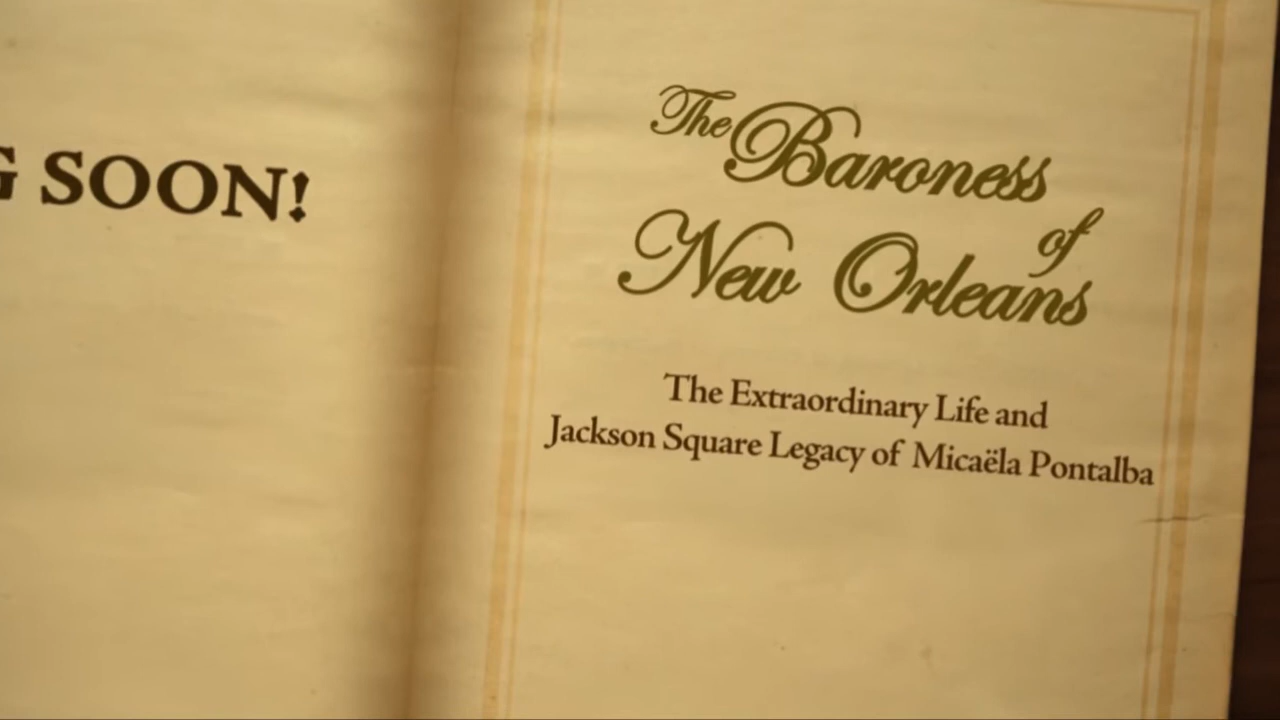 G SOON!
The Baroness
of
New Orleans
The Extraordinary Life and
Jackson Square Legacy of Micaëla Pontalba